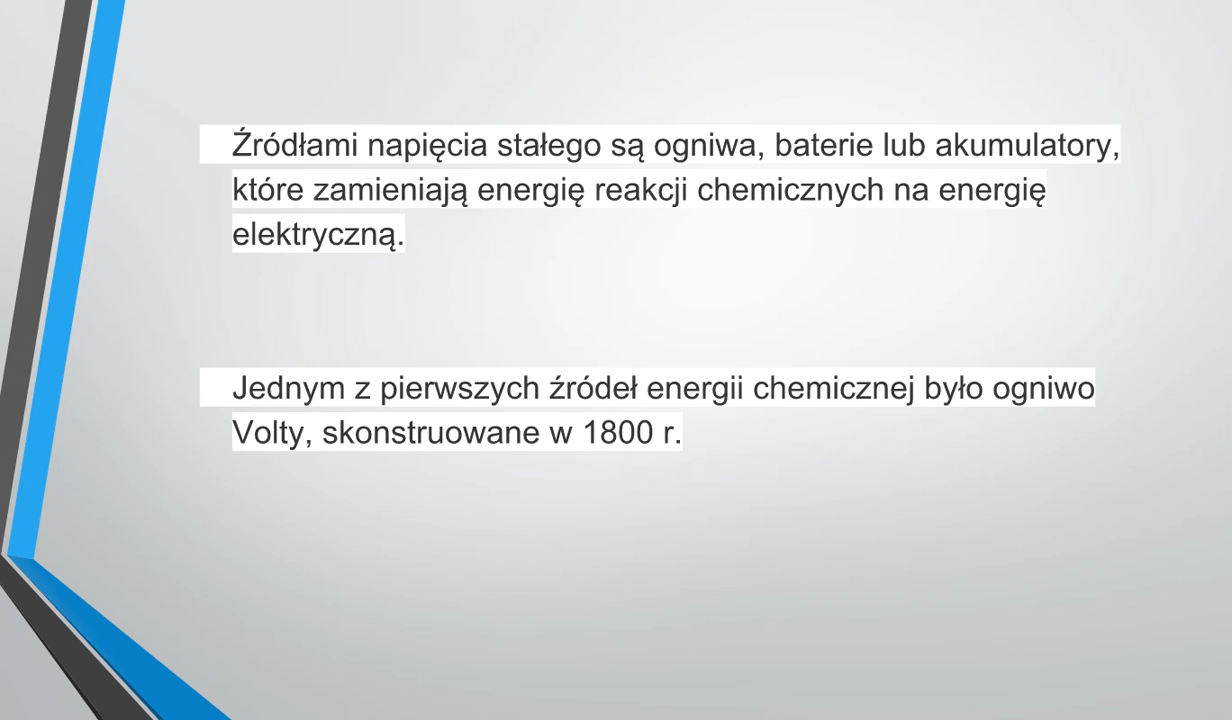 Źródłami napięcia stałego są ogniwa, baterie lub akumulatory,
które zamieniają energię reakcji chemicznych na energię
elektryczną.
Jednym z pierwszych źródeł energii chemicznej było ogniwo
Volty, skonstruowane w 1800 r.